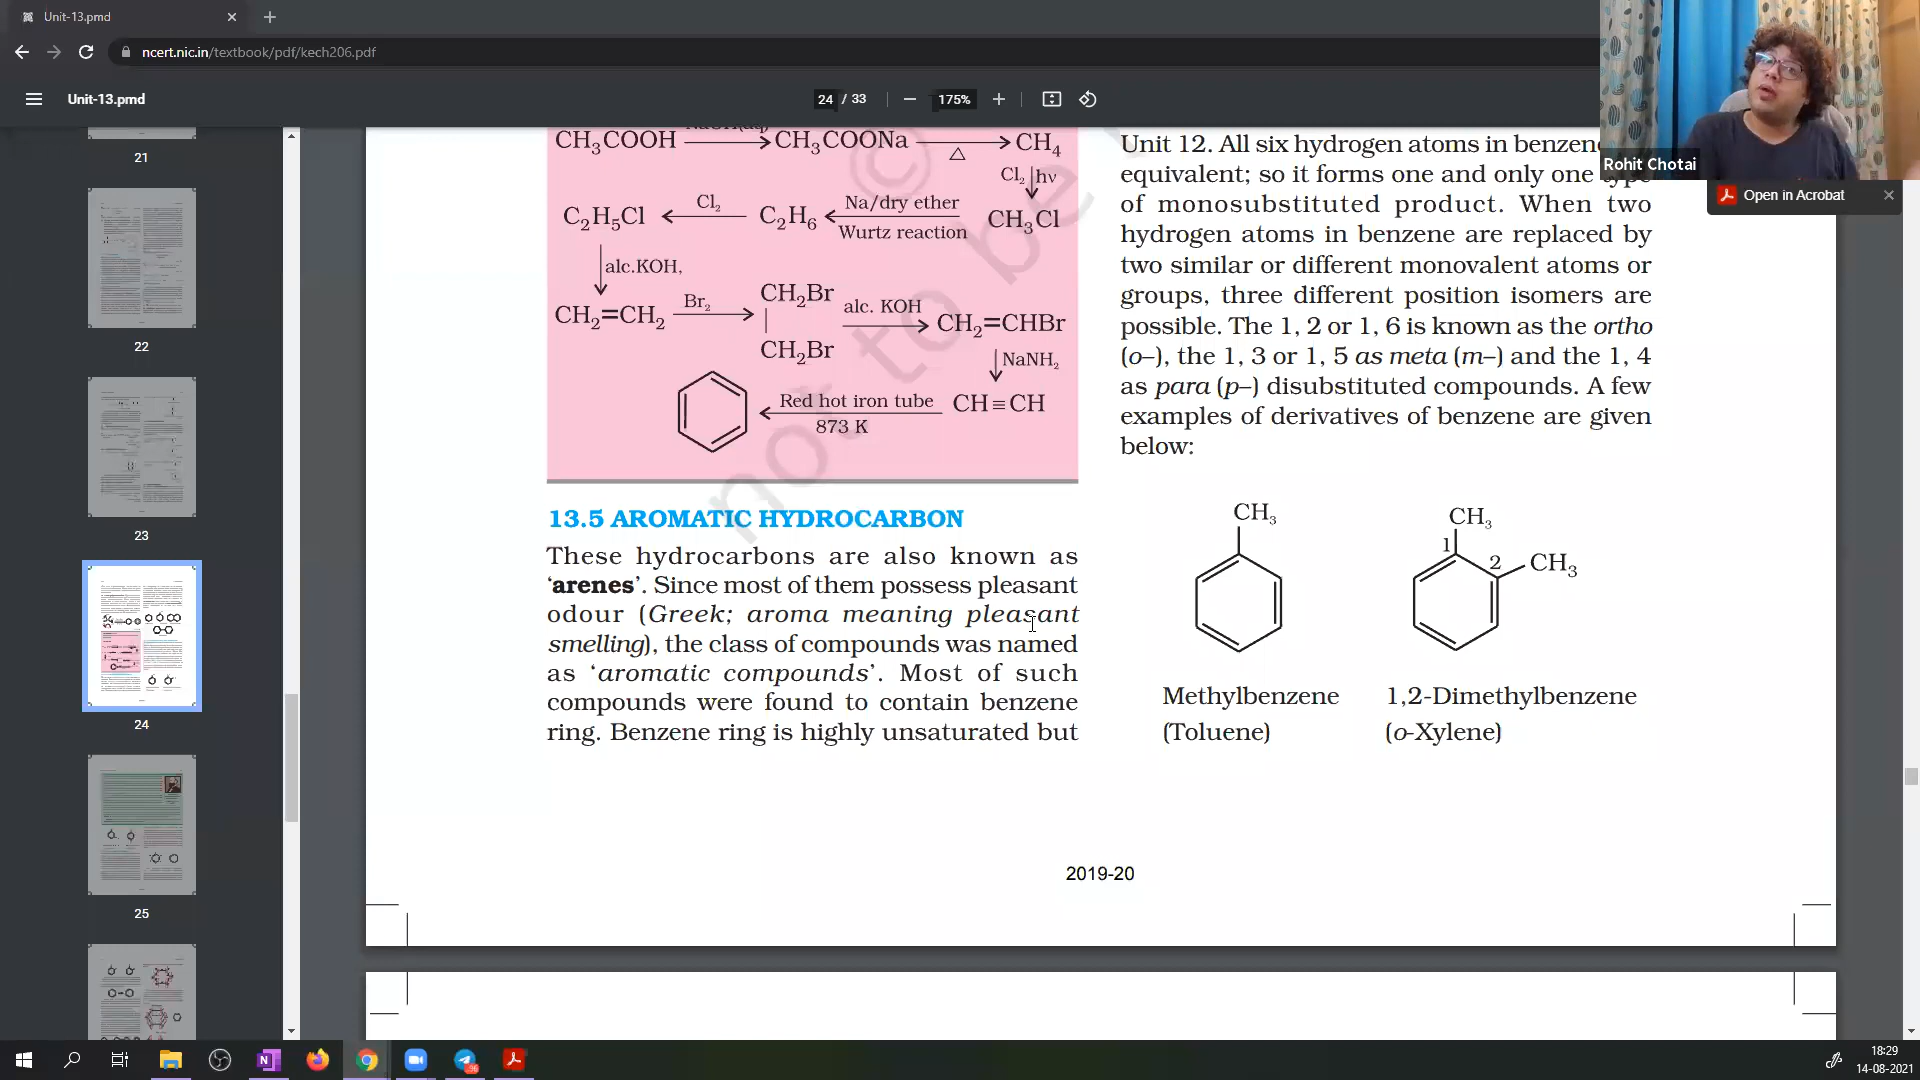 Unit-13.pmd
ncert.nic.in/textbook/pdf/kech206.pdf
Unit-13.pmd
24 / 33
175%
Rohit Chotai
Open in Acrobat
21
22
23
24
25
CH₃COOH → CH₃COONa → CH₄
△
Cl₂ hν
C₂H₅Cl ← Cl₂ C₂H₆ ← Na/dry ether CH₃Cl
Wurtz reaction
alc.KOH,
CH₂=CH₂ Br₂ → CH₂Br
|
CH₂Br
alc. KOH → CH₂=CHBr
NaNH₂
Red hot iron tube CH≡CH
873 K
13.5 AROMATIC HYDROCARBON
These hydrocarbons are also known as
‘arenes’. Since most of them possess pleasant
odour (Greek; aroma meaning pleasant
smelling), the class of compounds was named
as ‘aromatic compounds’. Most of such
compounds were found to contain benzene
ring. Benzene ring is highly unsaturated but
Unit 12. All six hydrogen atoms in benzene
equivalent; so it forms one and only one type
of monosubstituted product. When two
hydrogen atoms in benzene are replaced by
two similar or different monovalent atoms or
groups, three different position isomers are
possible. The 1, 2 or 1, 6 is known as the ortho
(o–), the 1, 3 or 1, 5 as meta (m–) and the 1, 4
as para (p–) disubstituted compounds. A few
examples of derivatives of benzene are given
below:
CH₃
CH₃
1
2
CH₃
Methylbenzene
(Toluene)
1,2-Dimethylbenzene
(o-Xylene)
© not to be
2019-20
18:29
14-08-2021